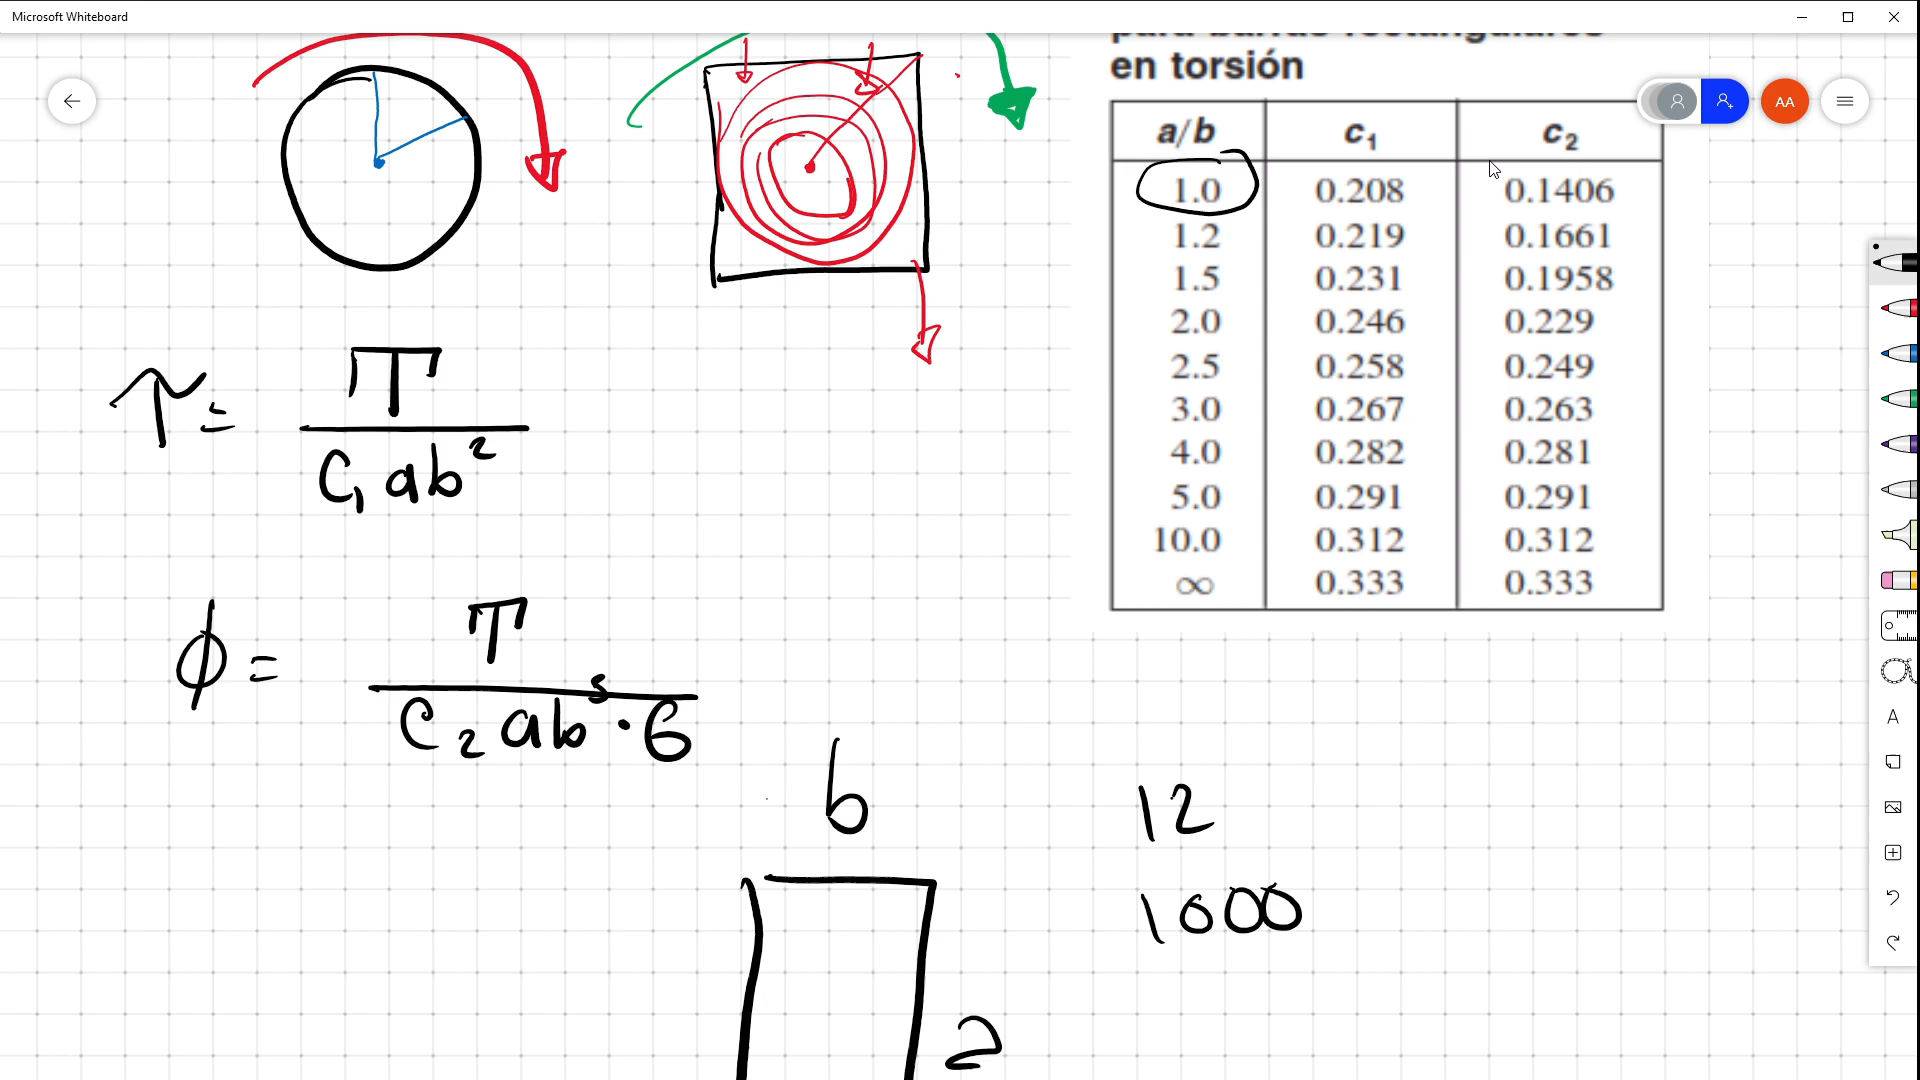 Microsoft Whiteboard
en torsión
AA
a/b c₁ c₂
1.0 0.208 0.1406
1.2 0.219 0.1661
1.5 0.231 0.1958
2.0 0.246 0.229
2.5 0.258 0.249
3.0 0.267 0.263
4.0 0.282 0.281
5.0 0.291 0.291
10.0 0.312 0.312
∞ 0.333 0.333
τ = T / C₁ab²
ϕ = T / C₂ab³·G
b
12
1000
A